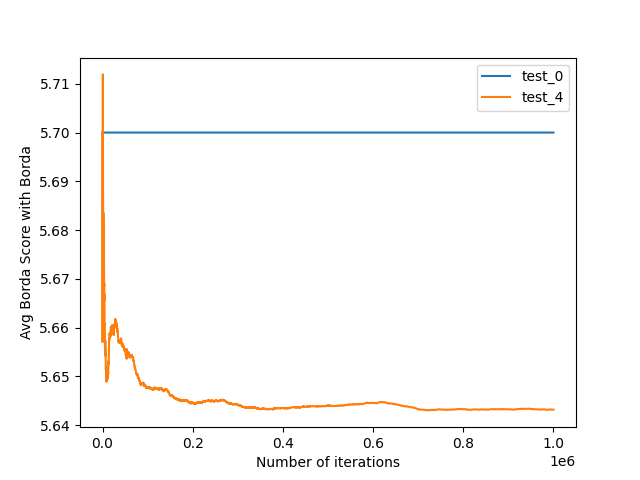 5.71
5.70
5.69
5.68
5.67
5.66
5.65
5.64
Avg Borda Score with Borda
test_0
test_4
0.0 0.2 0.4 0.6 0.8 1.0
1e6
Number of iterations